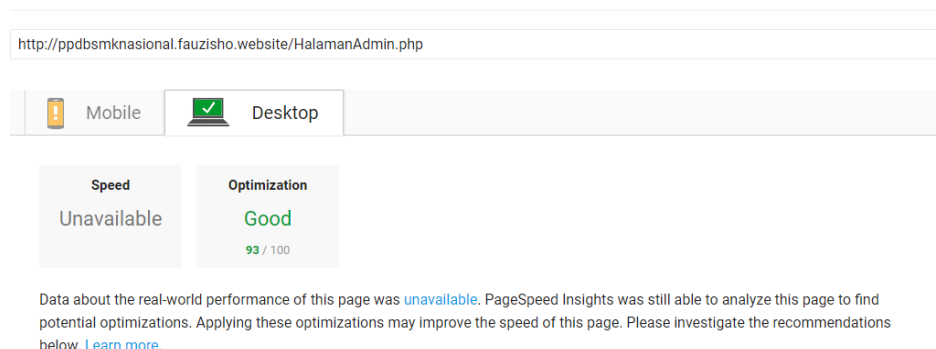 http://ppdbsmknasional.fauzisho.website/HalamanAdmin.php
Mobile Desktop
Speed Optimization
Unavailable Good
93 / 100
Data about the real-world performance of this page was unavailable. PageSpeed Insights was still able to analyze this page to find
potential optimizations. Applying these optimizations may improve the speed of this page. Please investigate the recommendations
below. Learn more.